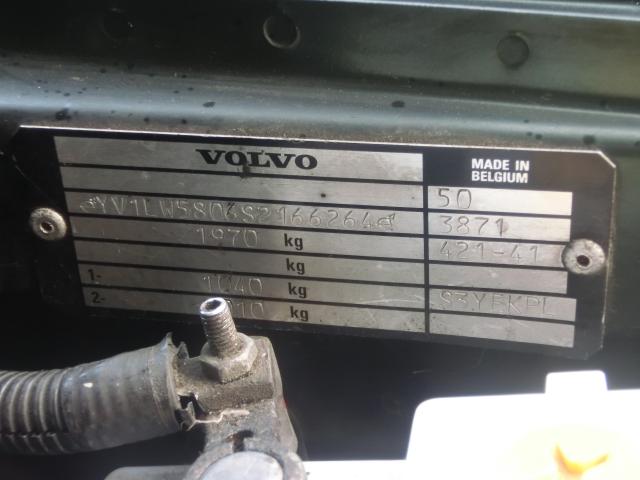 VOLVO
MADE IN
BELGIUM
50
YV1LW5806S2166264
3871
1970 kg
421-41
kg
1- 1040 kg
S3YEKPL
2- kg